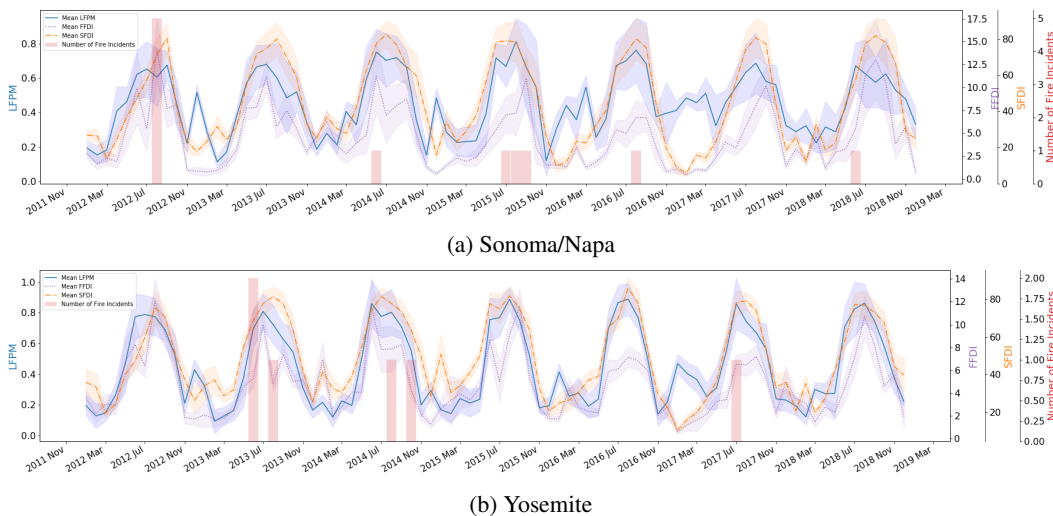 Mean LFPM
Mean FFDI
Mean SFDI
Number of Fire Incidents
LFPM
0.8
0.6
0.4
0.2
0.0
17.5
15.0
12.5
10.0
7.5
5.0
2.5
0.0
FFDI
80
60
40
20
0
SFDI
5
4
3
2
1
0
Number of Fire Incidents
2011 Nov
2012 Mar
2012 Jul
2012 Nov
2013 Mar
2013 Jul
2013 Nov
2014 Mar
2014 Jul
2014 Nov
2015 Mar
2015 Jul
2015 Nov
2016 Mar
2016 Jul
2016 Nov
2017 Mar
2017 Jul
2017 Nov
2018 Mar
2018 Jul
2018 Nov
2019 Mar
(a) Sonoma/Napa
Mean LFPM
Mean FFDI
Mean SFDI
Number of Fire Incidents
LFPM
1.0
0.8
0.6
0.4
0.2
0.0
14
12
10
8
6
4
2
0
FFDI
80
60
40
20
SFDI
2.00
1.75
1.50
1.25
1.00
0.75
0.50
0.25
0.00
Number of Fire Incidents
2011 Nov
2012 Mar
2012 Jul
2012 Nov
2013 Mar
2013 Jul
2013 Nov
2014 Mar
2014 Jul
2014 Nov
2015 Mar
2015 Jul
2015 Nov
2016 Mar
2016 Jul
2016 Nov
2017 Mar
2017 Jul
2017 Nov
2018 Mar
2018 Jul
2018 Nov
2019 Mar
(b) Yosemite